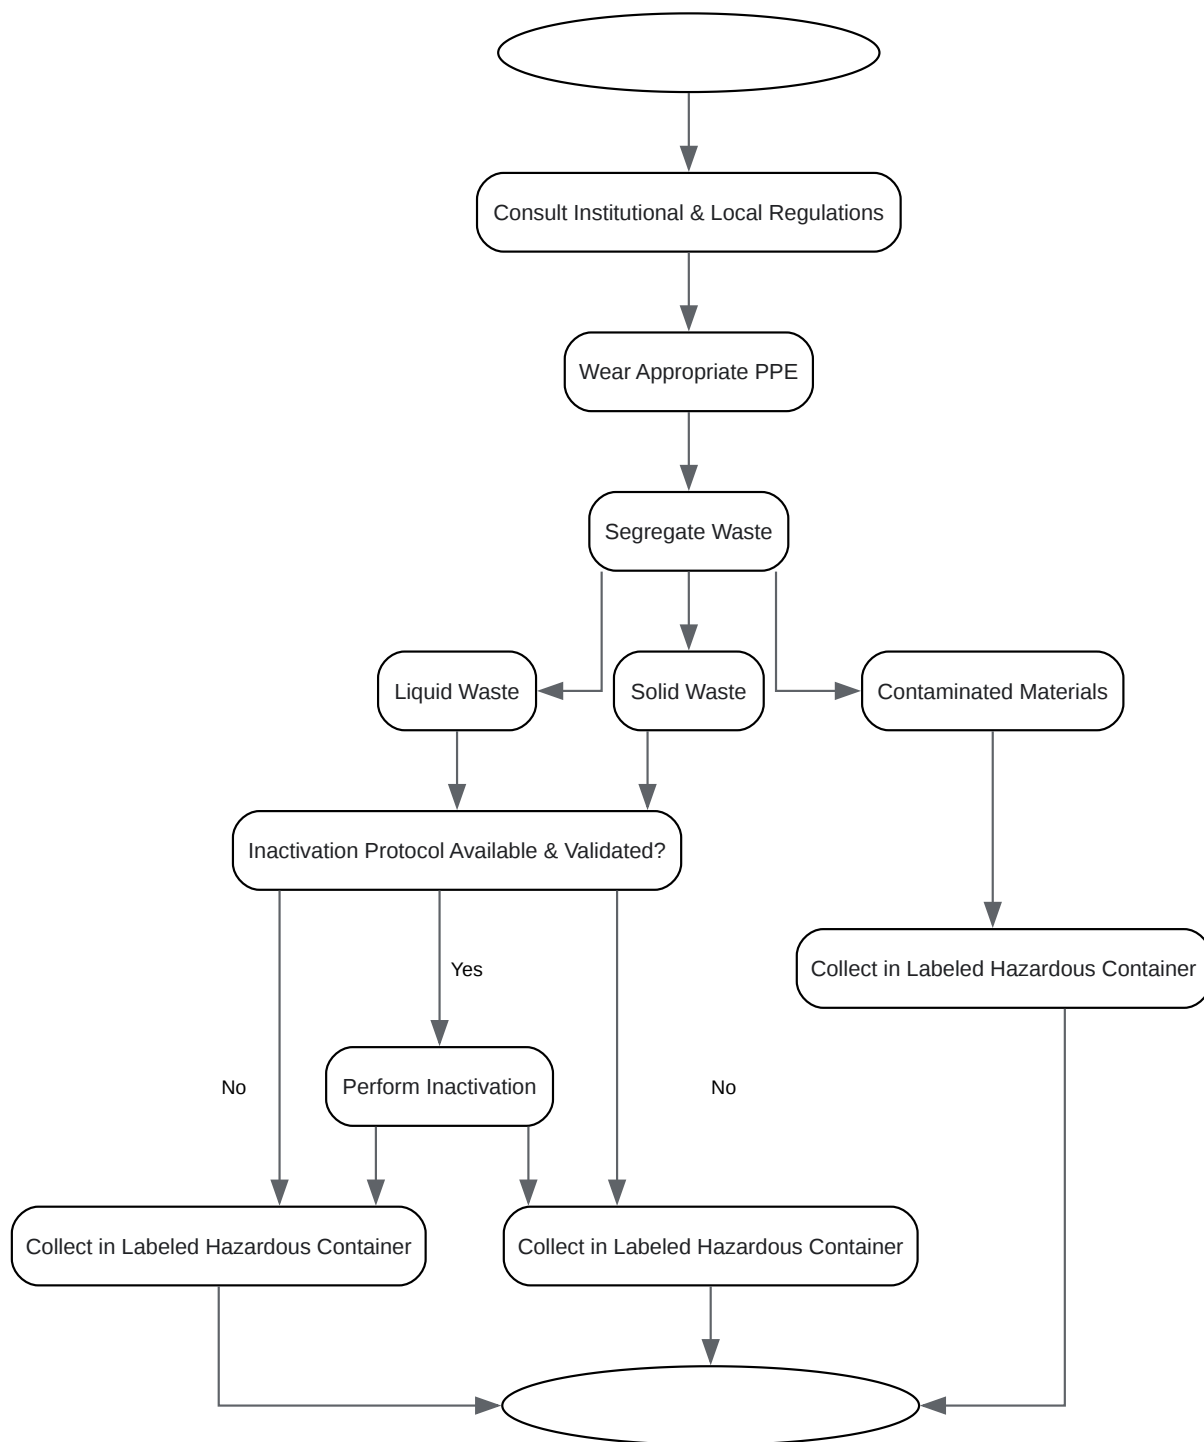 Consult Institutional & Local Regulations
Wear Appropriate PPE
Segregate Waste
Liquid Waste
Solid Waste
Contaminated Materials
Inactivation Protocol Available & Validated?
Yes
Collect in Labeled Hazardous Container
No
Perform Inactivation
No
Collect in Labeled Hazardous Container
Collect in Labeled Hazardous Container